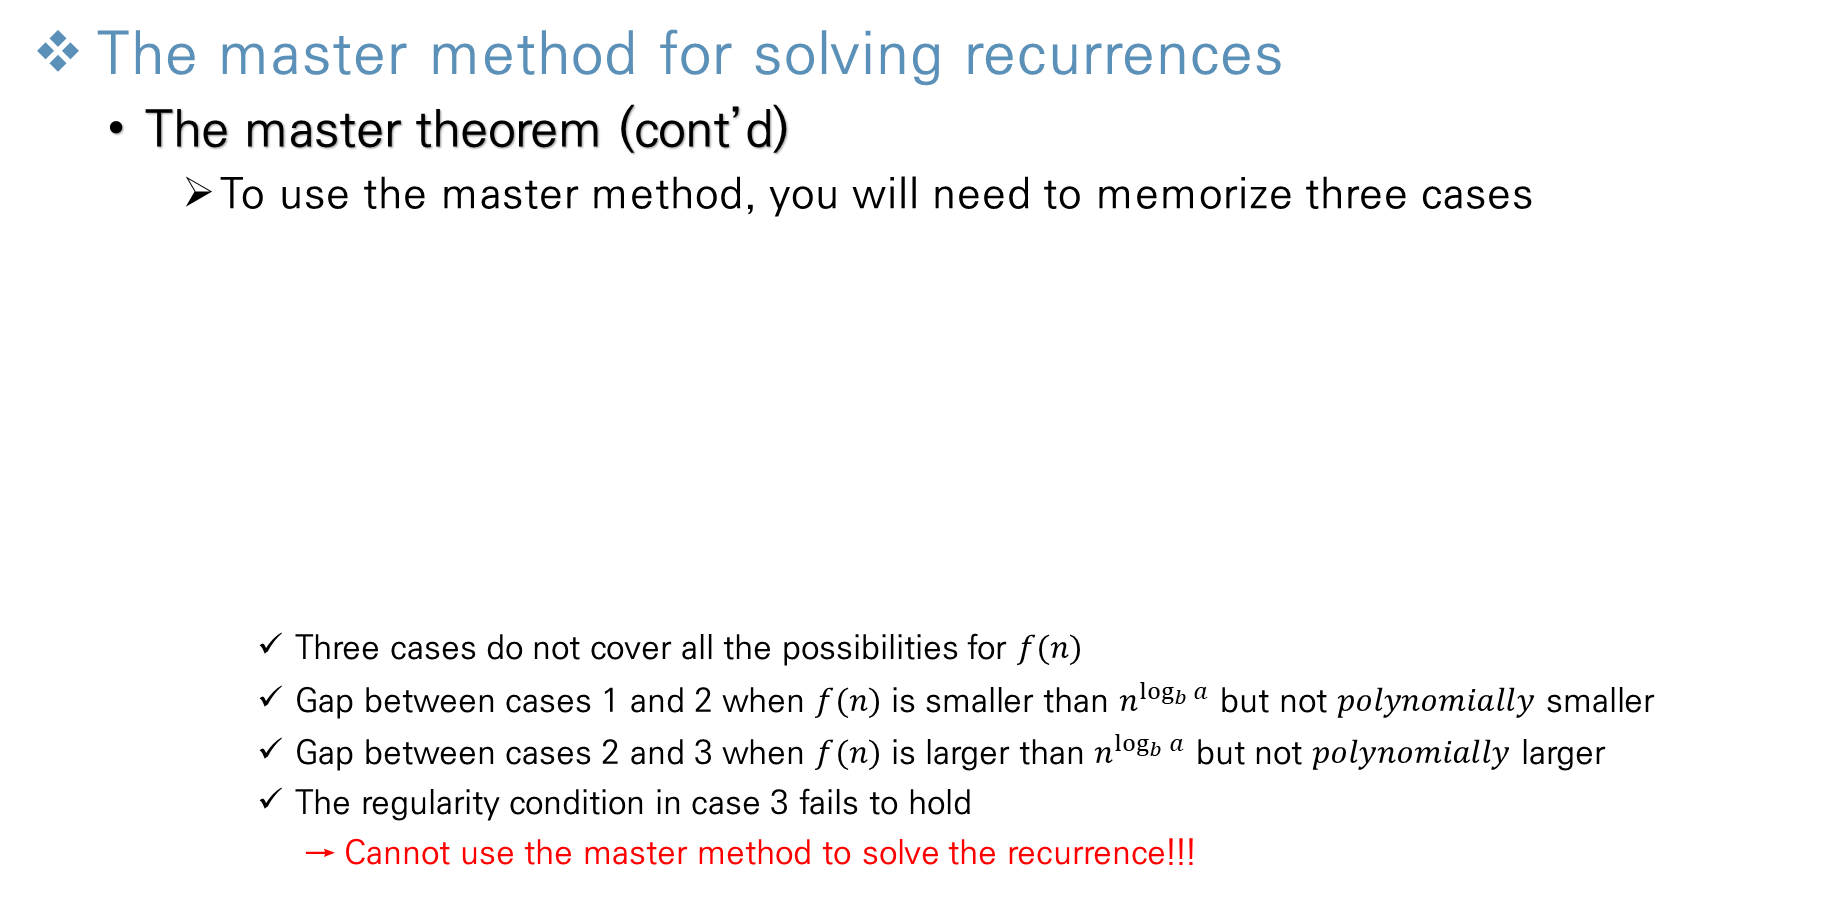 ❖ The master method for solving recurrences
• The master theorem (cont’d)
➢ To use the master method, you will need to memorize three cases
✓ Three cases do not cover all the possibilities for $f(n)$
✓ Gap between cases 1 and 2 when $f(n)$ is smaller than $n^{\log_b a}$ but not $polynomially$ smaller
✓ Gap between cases 2 and 3 when $f(n)$ is larger than $n^{\log_b a}$ but not $polynomially$ larger
✓ The regularity condition in case 3 fails to hold
→ Cannot use the master method to solve the recurrence!!!